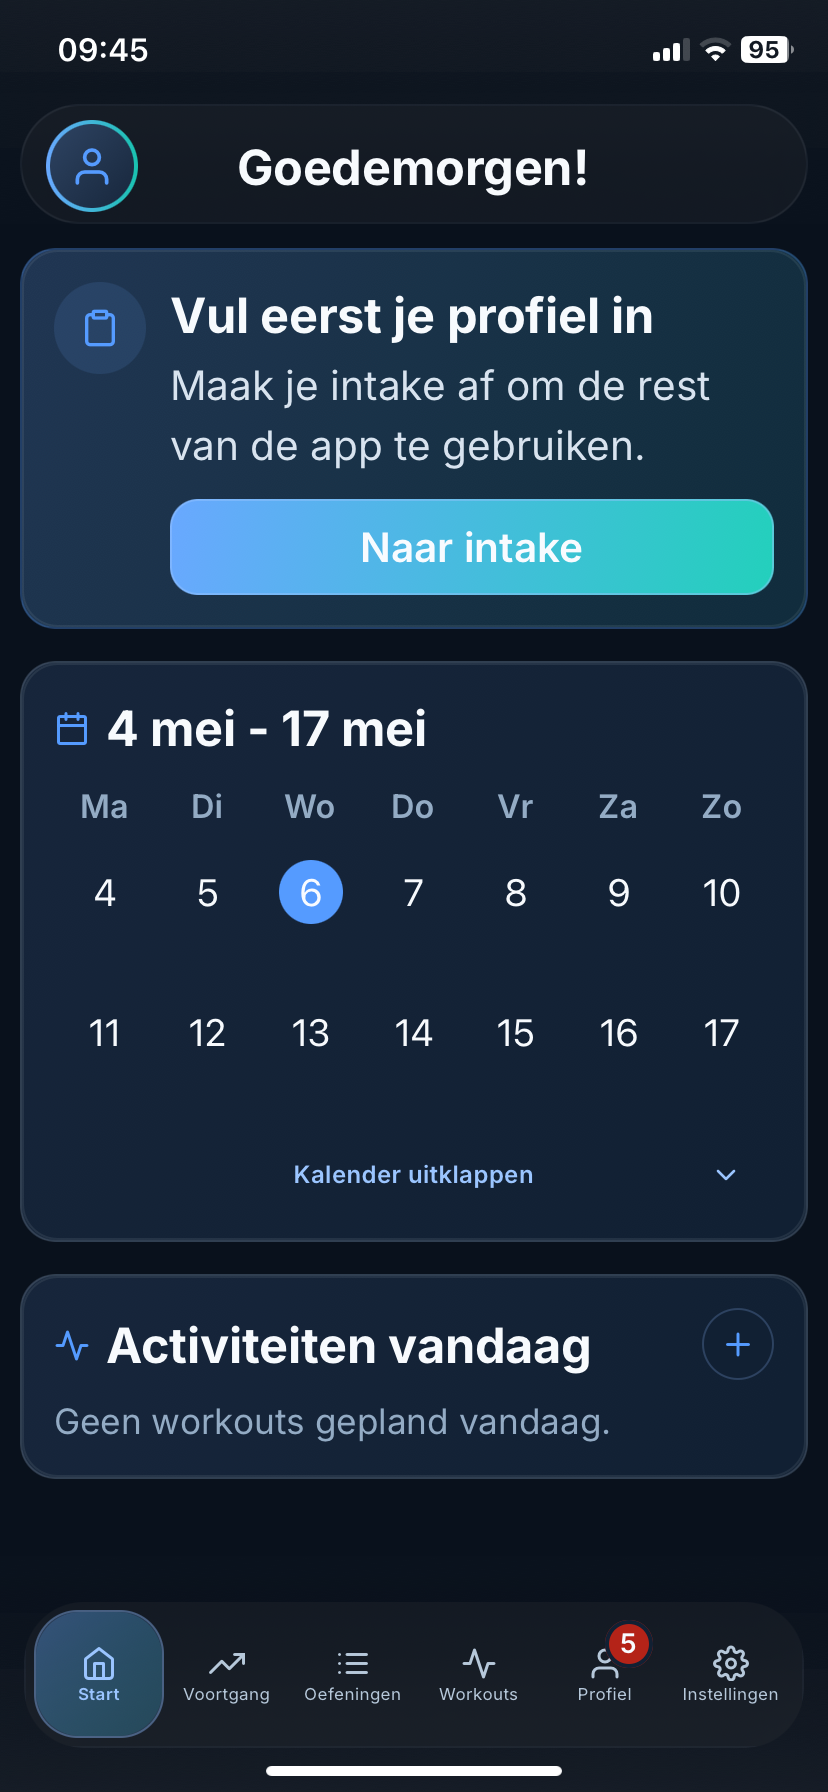 09:45
95
Goedemorgen!
Vul eerst je profiel in
Maak je intake af om de rest
van de app te gebruiken.
Naar intake
4 mei - 17 mei
Ma Di Wo Do Vr Za Zo
4 5 6 7 8 9 10
11 12 13 14 15 16 17
Kalender uitklappen
Activiteiten vandaag
Geen workouts gepland vandaag.
5
Start Voortgang Oefeningen Workouts Profiel Instellingen